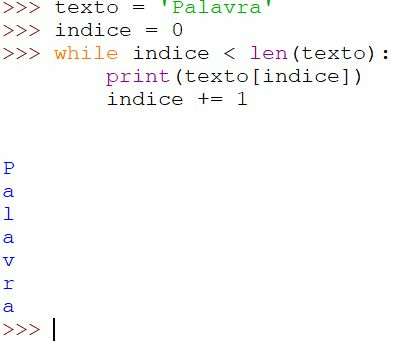 >>> texto = 'Palavra'
>>> indice = 0
>>> while indice < len(texto):
        print(texto[indice])
        indice += 1
P
a
l
a
v
r
a
>>>